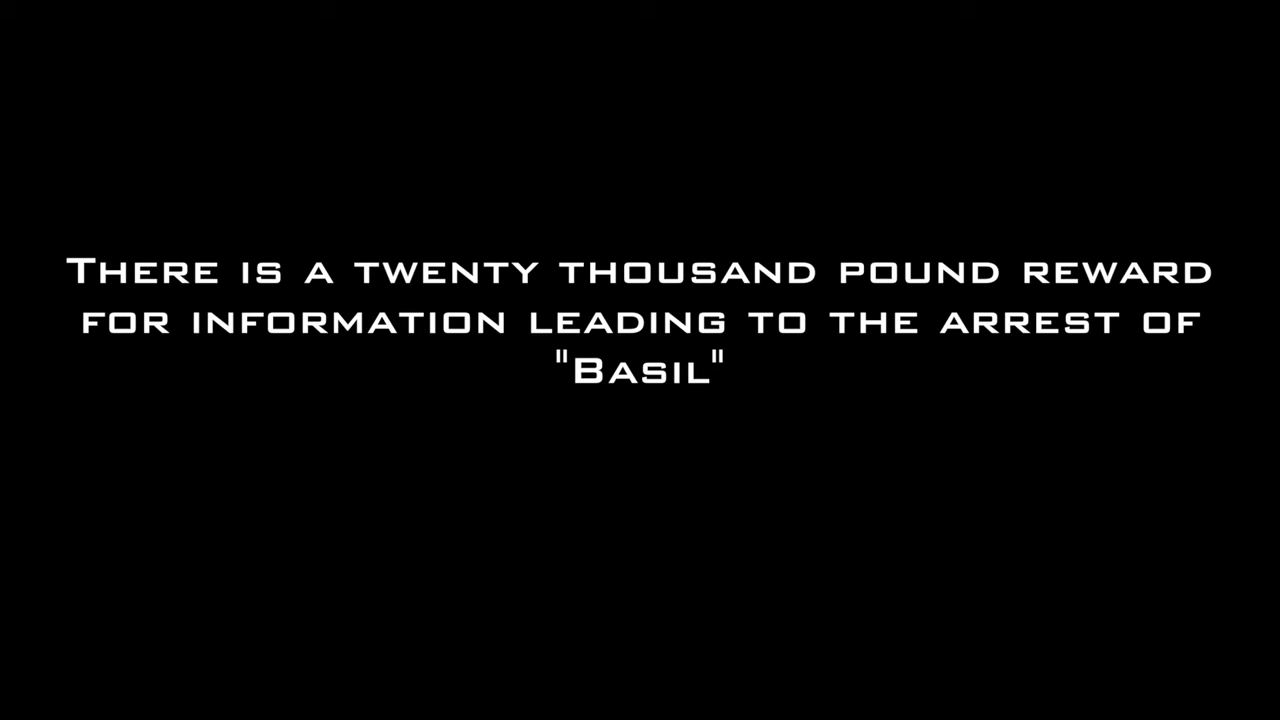 There is a twenty thousand pound reward
for information leading to the arrest of
"Basil"